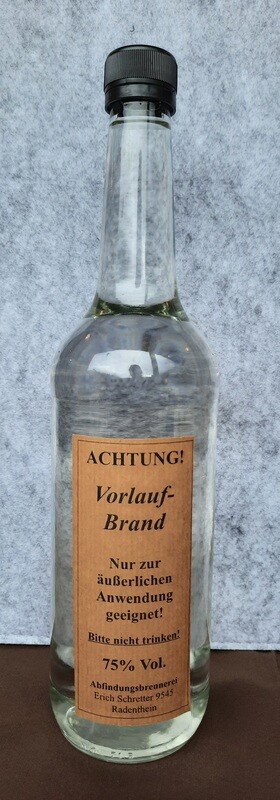 ACHTUNG!
Vorlauf-
Brand
Nur zur
äußerlichen
Anwendung
geeignet!
Bitte nicht trinken!
75% Vol.
Abfindungsbrennerei
Erich Schretter 9545
Radenthein